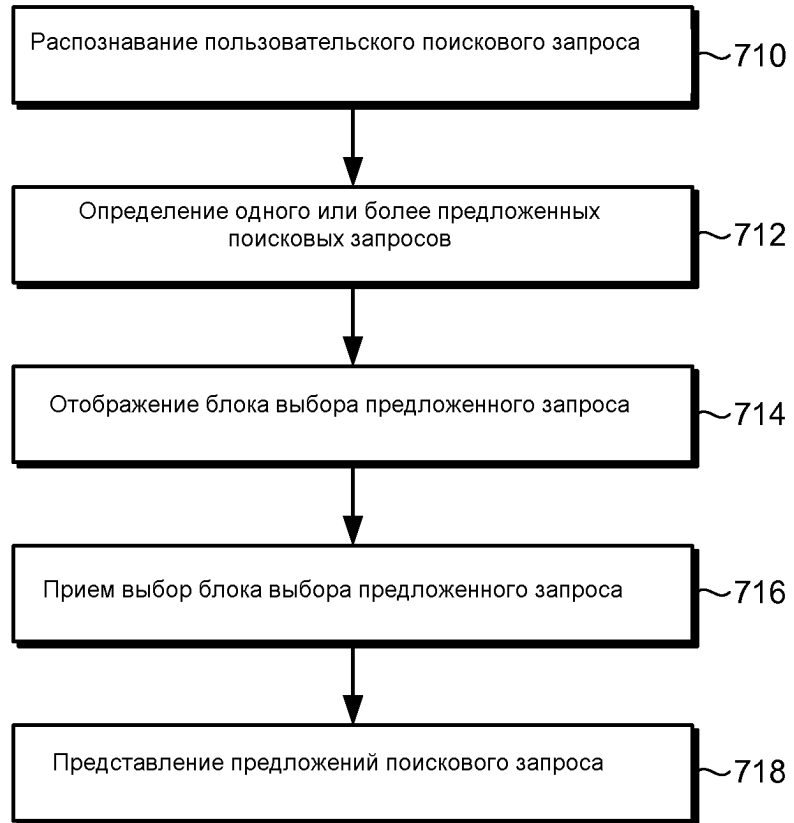 Распознавание пользовательского поискового запроса
710
Определение одного или более предложенных
поисковых запросов
712
Отображение блока выбора предложенного запроса
714
Прием выбор блока выбора предложенного запроса
716
Представление предложений поискового запроса
718